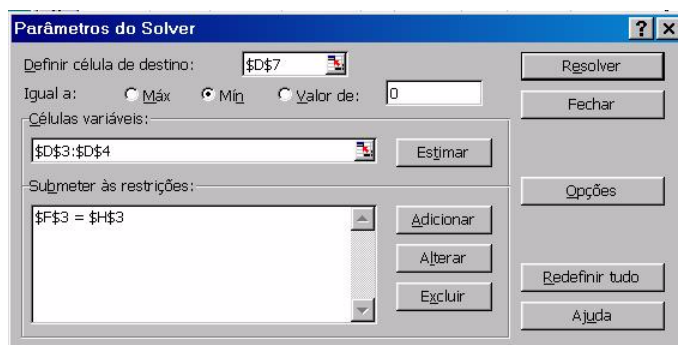 Parâmetros do Solver
Definir célula de destino: $D$7 Resolver
Igual a: Máx Mín Valor de: 0 Fechar
Células variáveis:
$D$3:$D$4 Estimar
Submeter às restrições: Opções
$F$3 = $H$3 Adicionar
Alterar
Redefinir tudo
Excluir
Ajuda